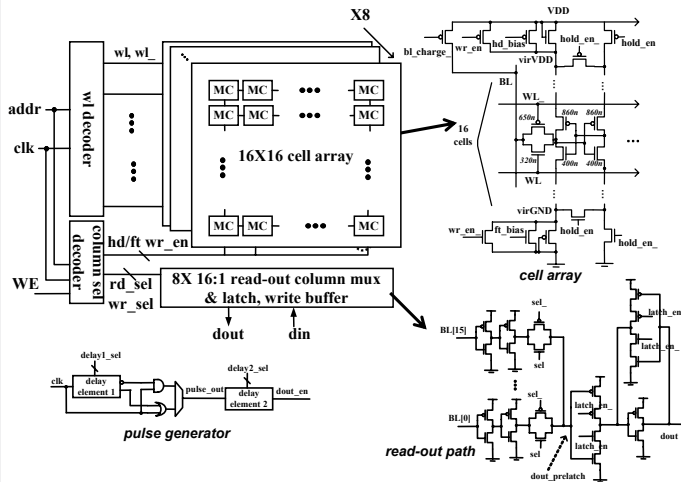 X8
wl, wl_
addr
clk
wl decoder
MC MC MC
MC MC MC
16X16 cell array
MC MC MC
column sel
decoder
hd/ft wr_en
WE
rd_sel
wr_sel
8X 16:1 read-out column mux
& latch, write buffer
dout
din
VDD
bl_charge_
wr_en
hd_bias
hold_en_
hold_en
virVDD
BL
WL_
16
cells
650n
860n
860n
320n
400n
400n
WL
virGND
wr_en_
ft_bias
hold_en
hold_en_
cell array
delay1_sel
clk
delay
element 1
pulse_out
delay2_sel
delay
element 2
dout_en
pulse generator
BL[15]
sel_
sel
BL[0]
sel_
sel
latch_en
latch_en_
latch_en_
latch_en
dout
dout_prelatch
read-out path